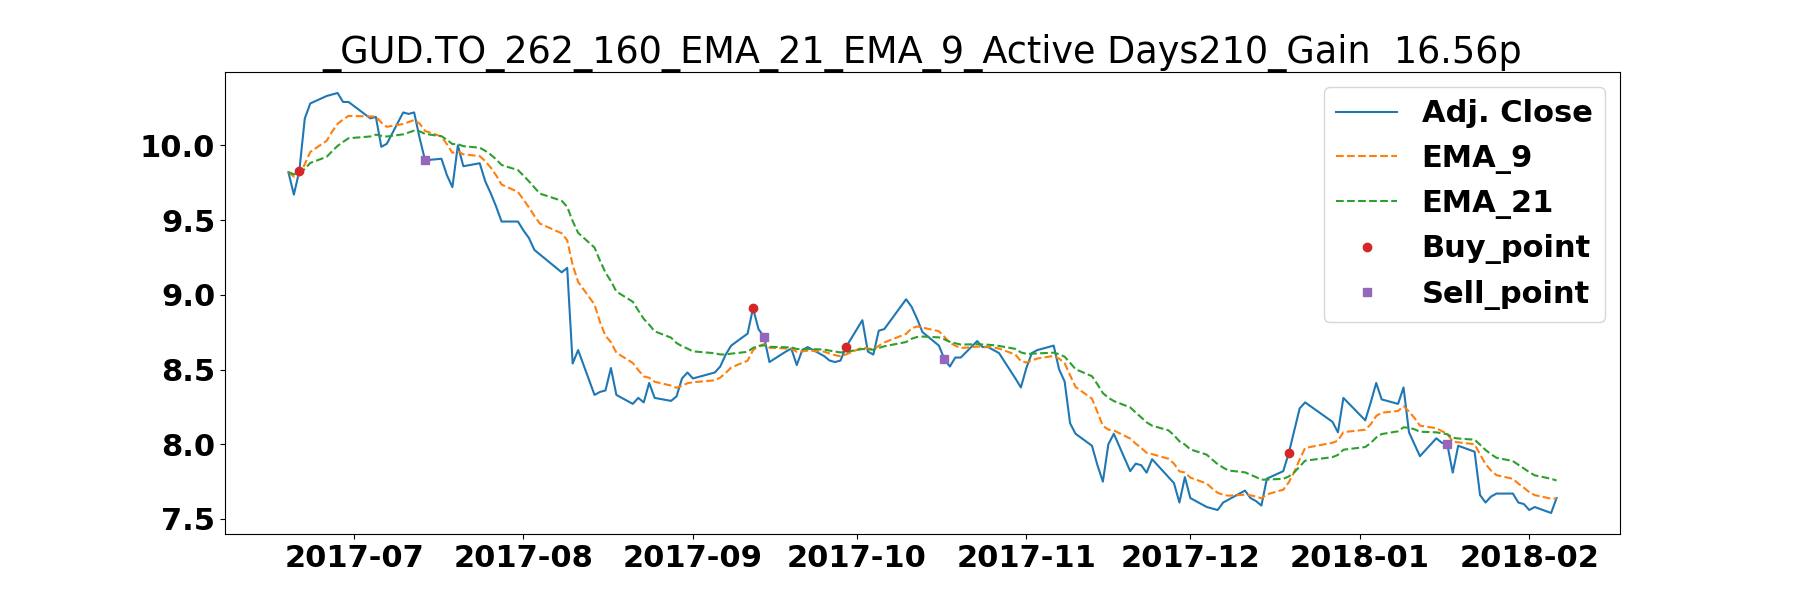 _GUD.TO_262_160_EMA_21_EMA_9_Active Days210_Gain  16.56p
Adj. Close
EMA_9
EMA_21
Buy_point
Sell_point
10.0
9.5
9.0
8.5
8.0
7.5
2017-07 2017-08 2017-09 2017-10 2017-11 2017-12 2018-01 2018-02